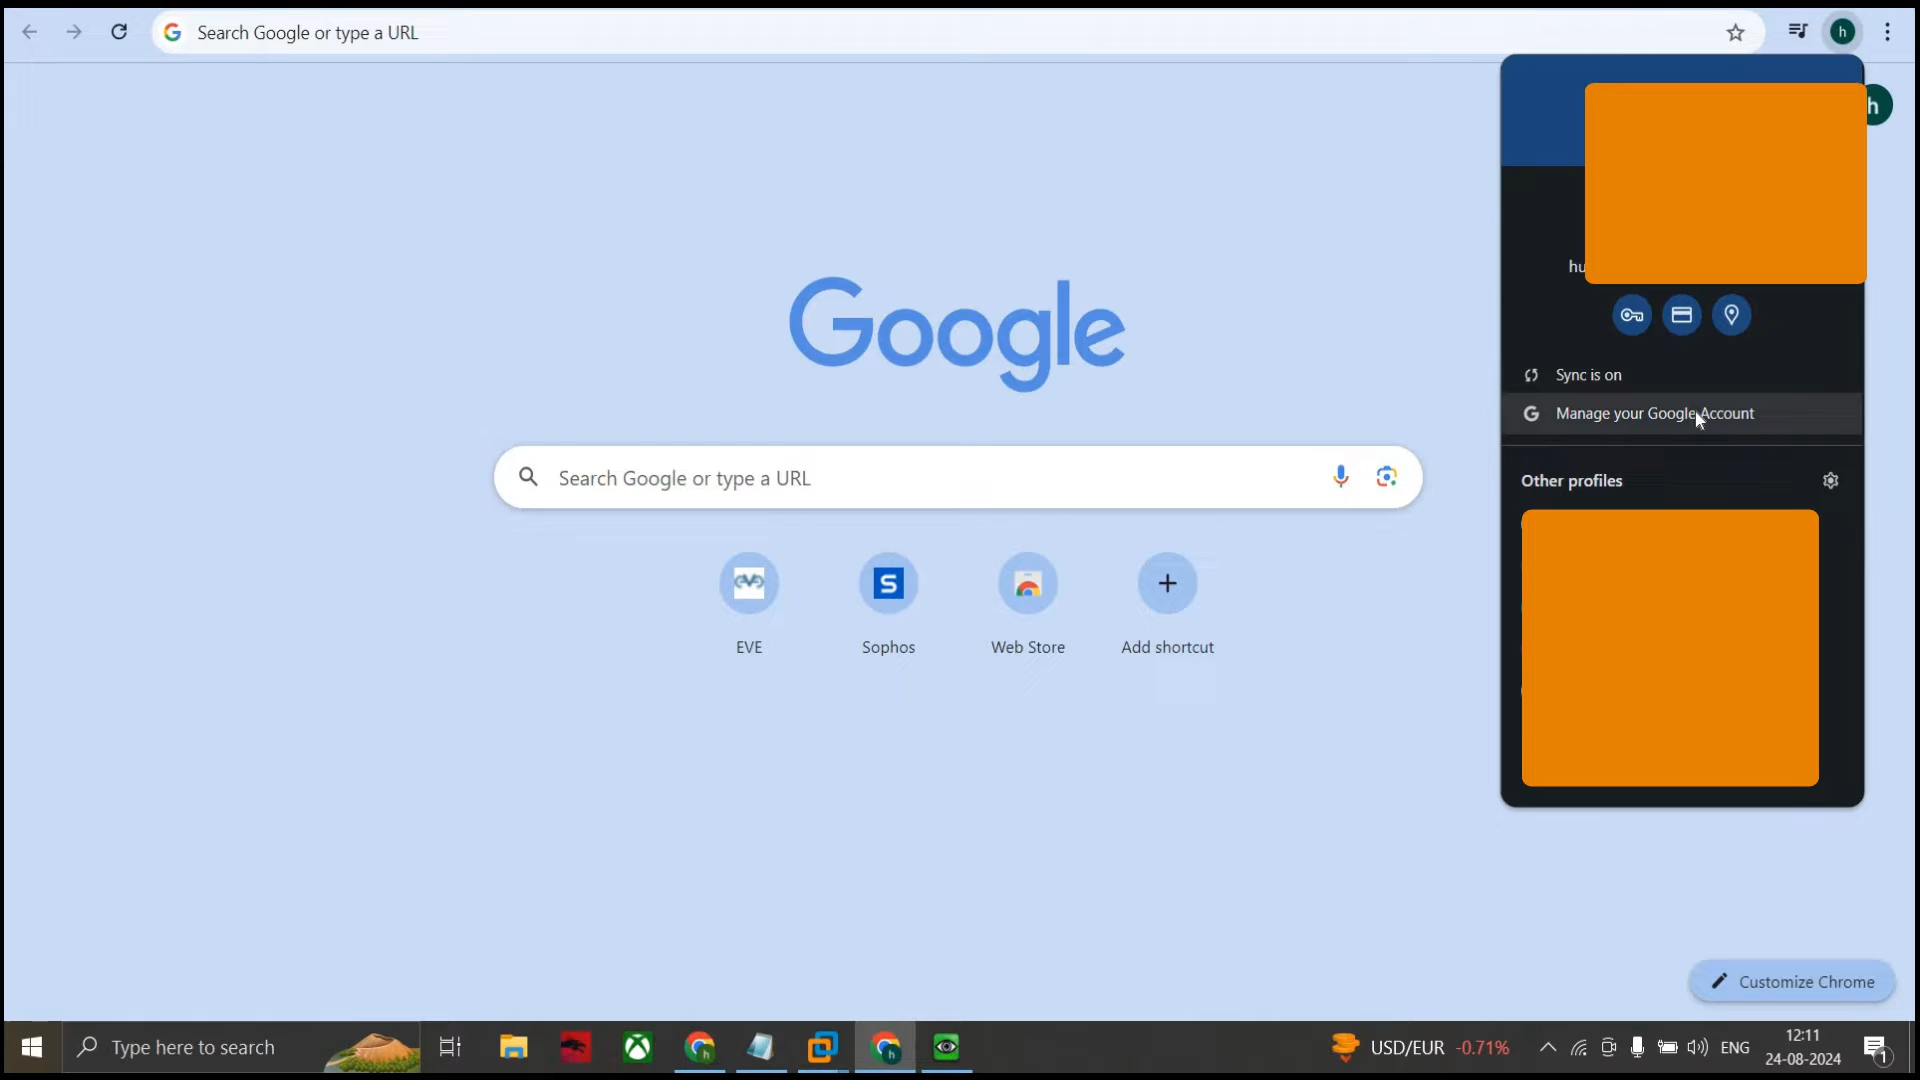 Search Google or type a URL
h
h
hu
Sync is on
Manage your Google Account
Other profiles
Google
Search Google or type a URL
EVE
Sophos
Web Store
Add shortcut
Customize Chrome
Type here to search
USD/EUR -0.71%
ENG
12:11
24-08-2024
1